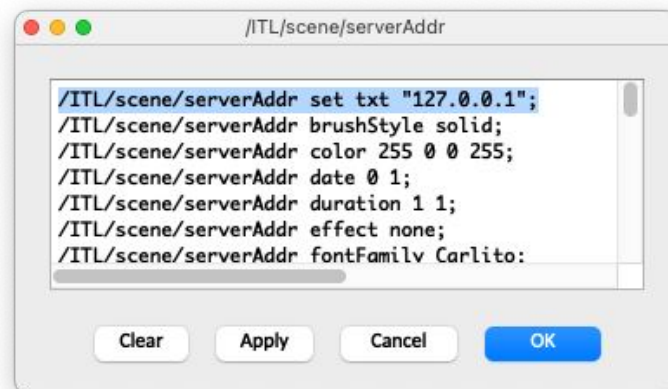 /ITL/scene/serverAddr
/ITL/scene/serverAddr set txt "127.0.0.1";
/ITL/scene/serverAddr brushStyle solid;
/ITL/scene/serverAddr color 255 0 0 255;
/ITL/scene/serverAddr date 0 1;
/ITL/scene/serverAddr duration 1 1;
/ITL/scene/serverAddr effect none;
/ITL/scene/serverAddr fontFamily Carlito;
Clear Apply Cancel OK